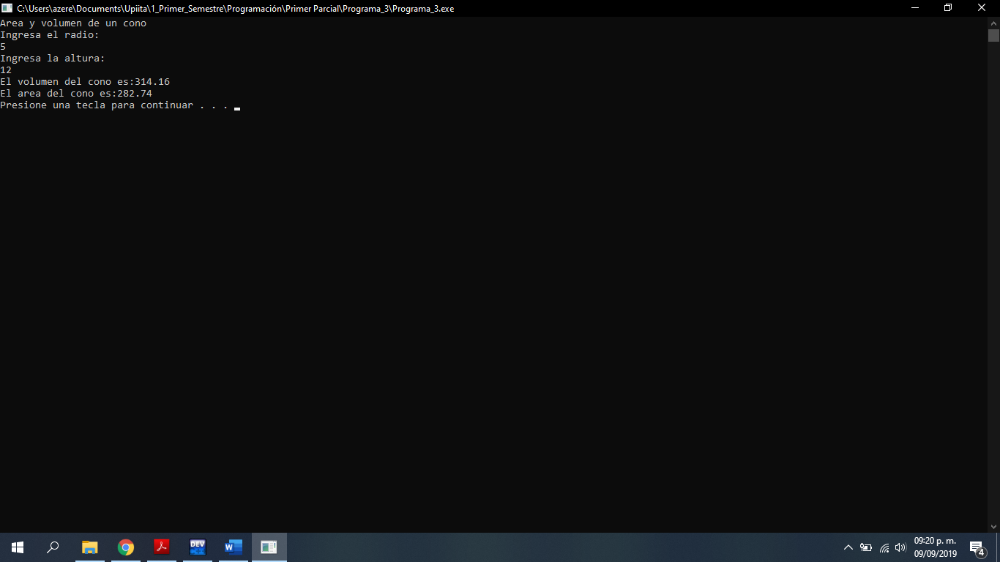 C:\Users\azere\Documents\Upiita\1_Primer_Semestre\Programación\Primer Parcial\Programa_3\Programa_3.exe
Area y volumen de un cono
Ingresa el radio:
5
Ingresa la altura:
12
El volumen del cono es:314.16
El area del cono es:282.74
Presione una tecla para continuar . . .
DEV
W
09:20 p. m.
09/09/2019
4